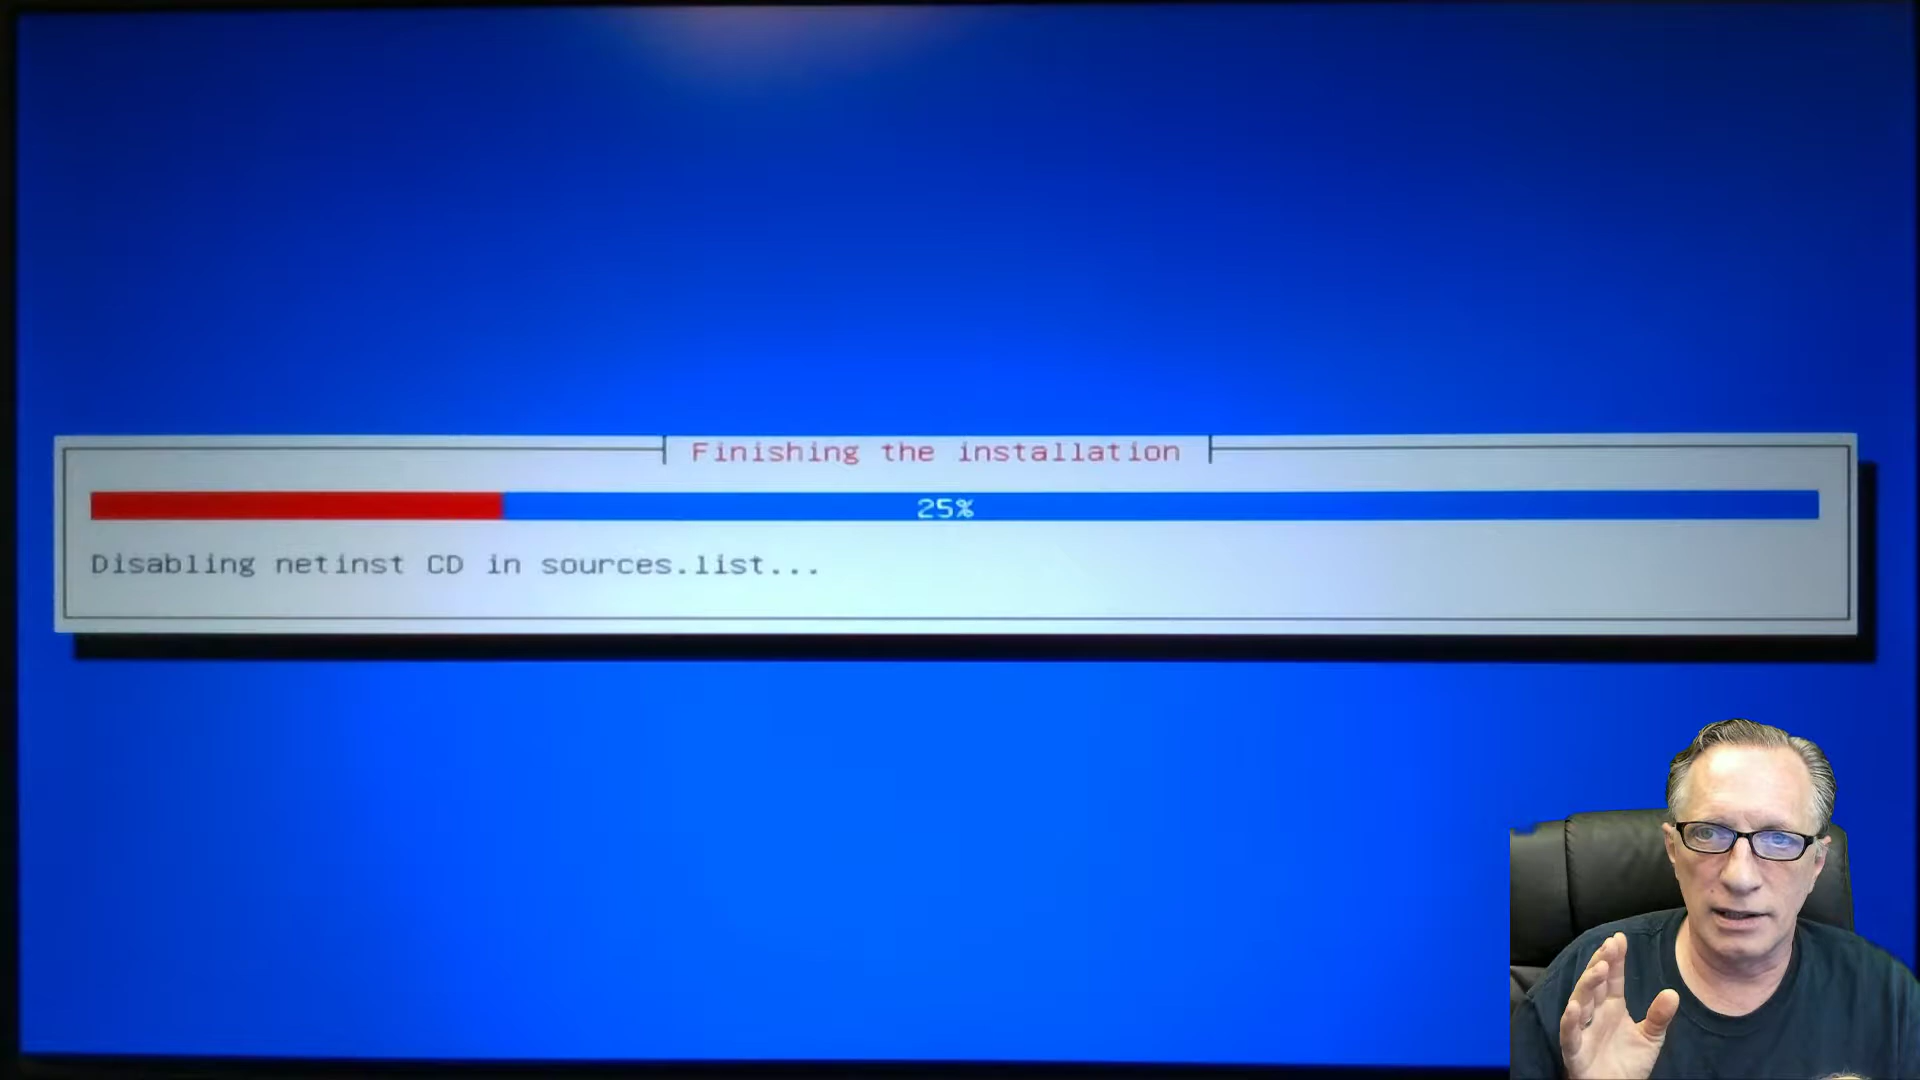 Finishing the installation
25%
Disabling netinst CD in sources.list...